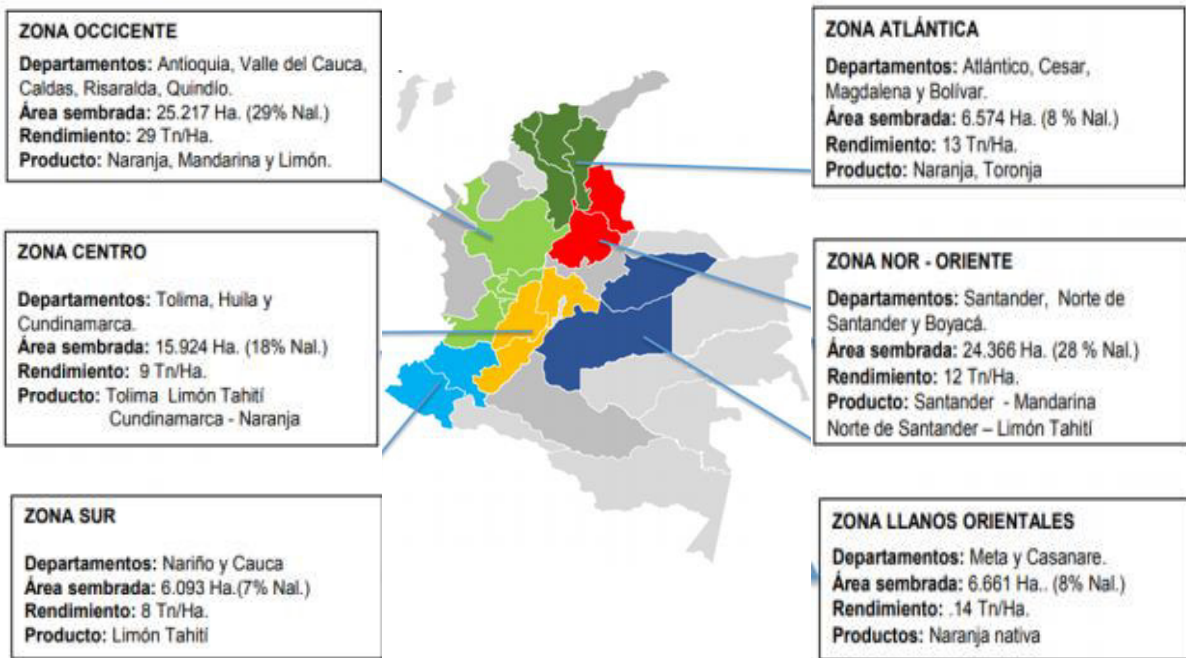 ZONA OCCICENTE
Departamentos: Antioquia, Valle del Cauca,
Caldas, Risaralda, Quindío.
Área sembrada: 25.217 Ha. (29% Nal.)
Rendimiento: 29 Tn/Ha.
Producto: Naranja, Mandarina y Limón.
ZONA CENTRO
Departamentos: Tolima, Huila y
Cundinamarca.
Área sembrada: 15.924 Ha. (18% Nal.)
Rendimiento: 9 Tn/Ha.
Producto: Tolima Limón Tahití
Cundinamarca - Naranja
ZONA SUR
Departamentos: Nariño y Cauca
Área sembrada: 6.093 Ha.(7% Nal.)
Rendimiento: 8 Tn/Ha.
Producto: Limón Tahití
ZONA ATLÁNTICA
Departamentos: Atlántico, Cesar,
Magdalena y Bolívar.
Área sembrada: 6.574 Ha. (8 % Nal.)
Rendimiento: 13 Tn/Ha.
Producto: Naranja, Toronja
ZONA NOR - ORIENTE
Departamentos: Santander, Norte de
Santander y Boyacá.
Área sembrada: 24.366 Ha. (28 % Nal.)
Rendimiento: 12 Tn/Ha.
Producto: Santander - Mandarina
Norte de Santander – Limón Tahití
ZONA LLANOS ORIENTALES
Departamentos: Meta y Casanare.
Área sembrada: 6.661 Ha.. (8% Nal.)
Rendimiento: .14 Tn/Ha.
Productos: Naranja nativa